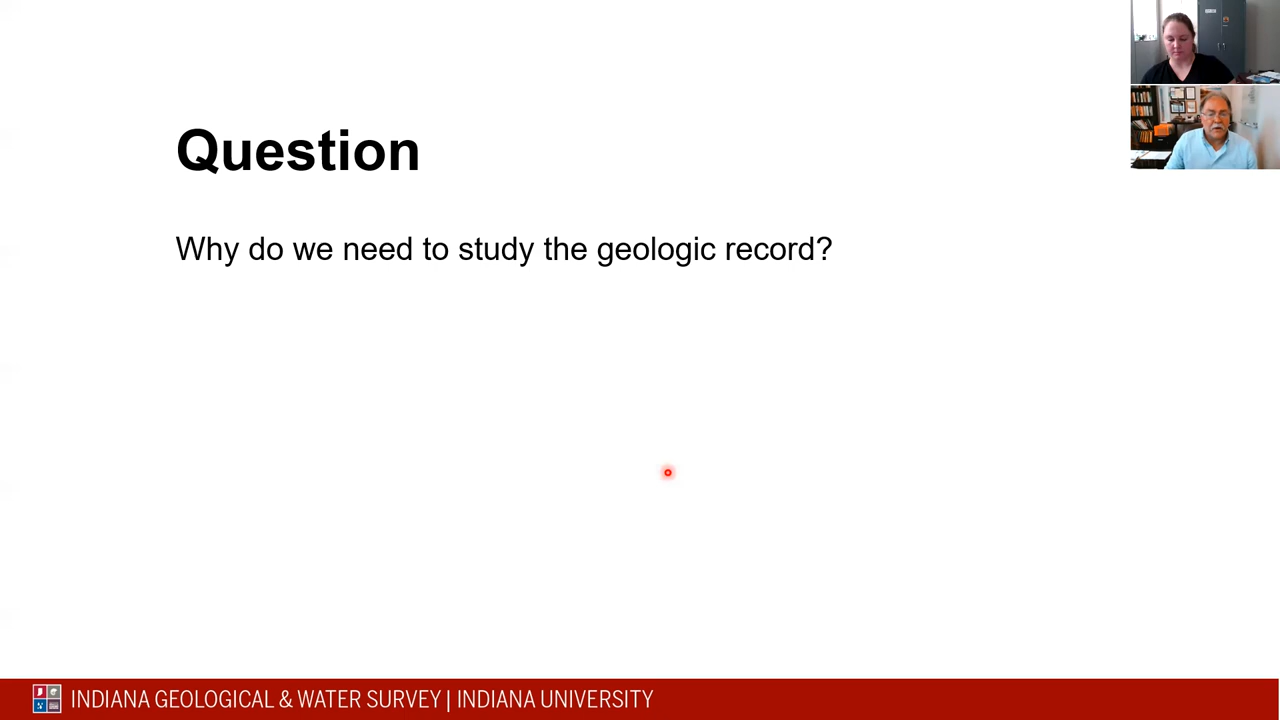 Question
Why do we need to study the geologic record?
INDIANA GEOLOGICAL & WATER SURVEY | INDIANA UNIVERSITY